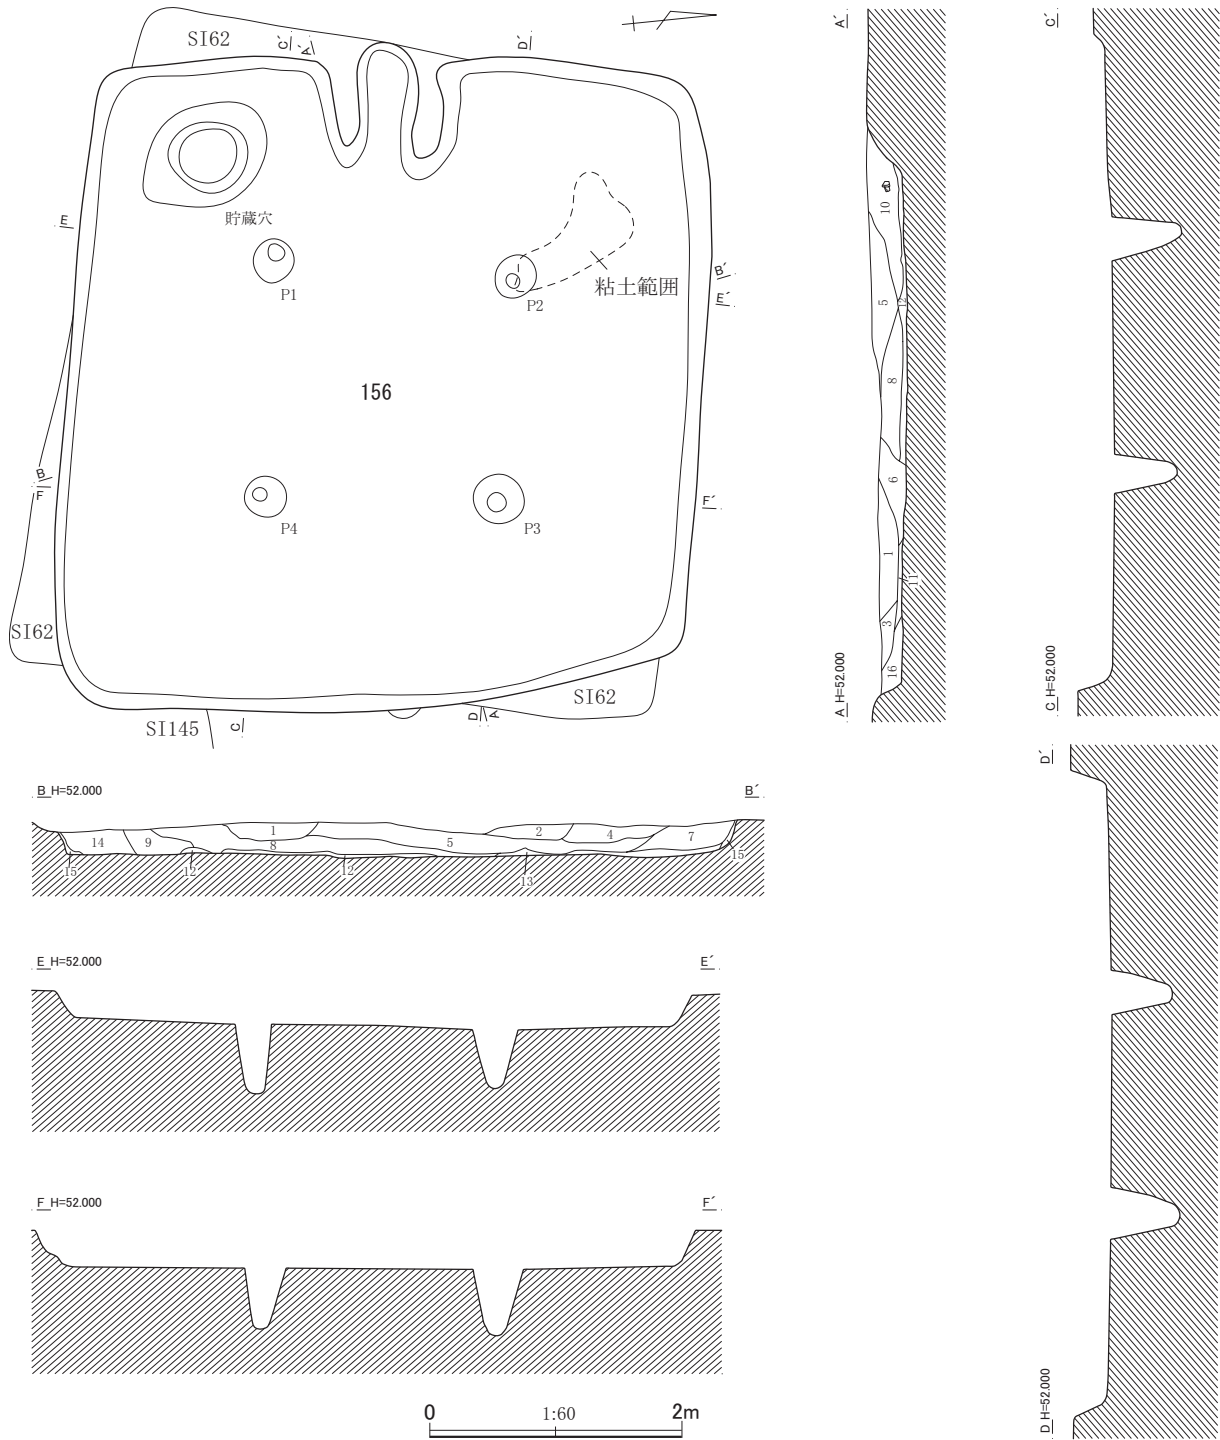 SI62
C´
A´
D´
貯蔵穴
E
P1
P2
粘土範囲
B´
E´
156
B
F
P4
P3
F´
SI62
SI62
SI145
C
D
A
A´
10
5
12
8
6
1
11
3
16
A H=52.000
C´
C H=52.000
B H=52.000
B´
14
9
1
8
5
2
4
7
15
12
12
13
15
E H=52.000
E´
F H=52.000
F´
D´
D H=52.000
0
1:60
2m